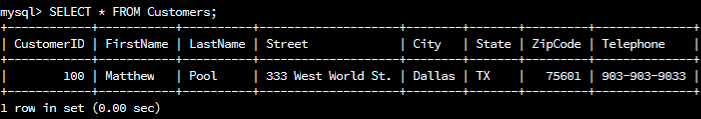 mysql> SELECT * FROM Customers;
+------------+-----------+----------+--------------------+--------+-------+---------+--------------+
| CustomerID | FirstName | LastName | Street             | City   | State | ZipCode | Telephone    |
+------------+-----------+----------+--------------------+--------+-------+---------+--------------+
|        100 | Matthew   | Pool     | 333 West World St. | Dallas | TX    |   75601 | 903-903-9033 |
+------------+-----------+----------+--------------------+--------+-------+---------+--------------+
1 row in set (0.00 sec)